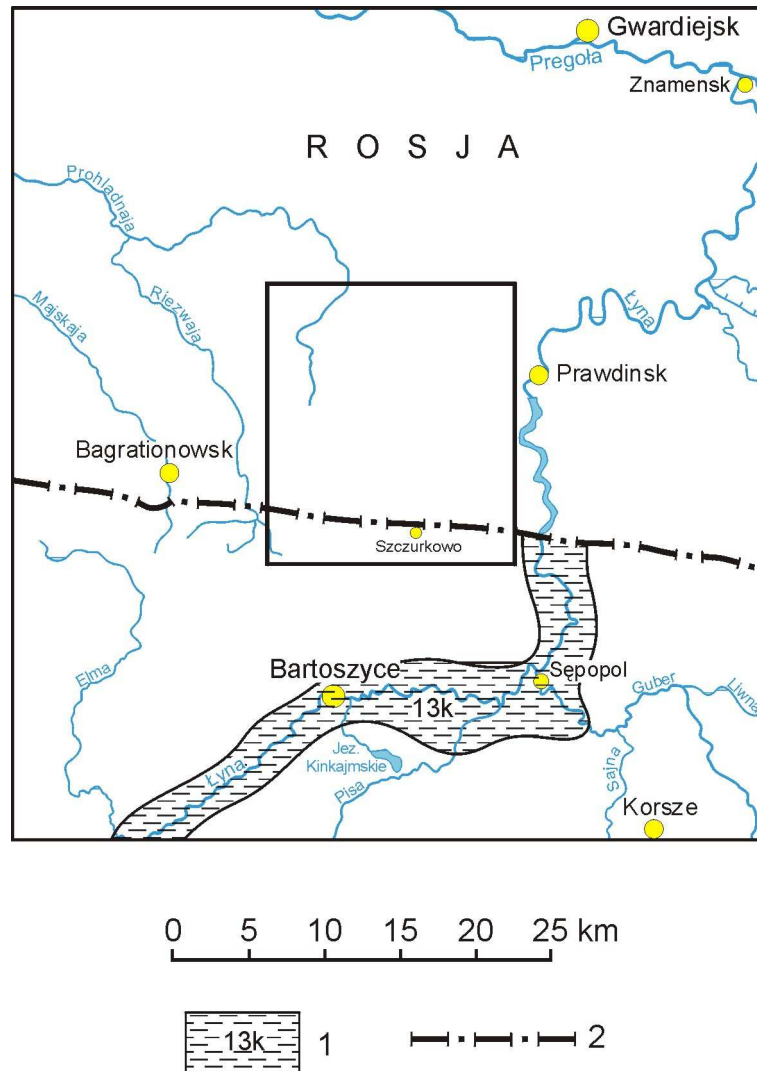 Gwardiejsk
Pregoła
Znamensk
R O S J A
Prohladnaja
Majskaja
Riezwaja
Łyna
Prawdinsk
Bagrationowsk
Szczurkowo
Elma
Bartoszyce
Sępopol
Guber
Liwna
13k
Jez.
Kinkajmskie
Łyna
Pisa
Sajna
Korsze
0 5 10 15 20 25 km
13k 1 2